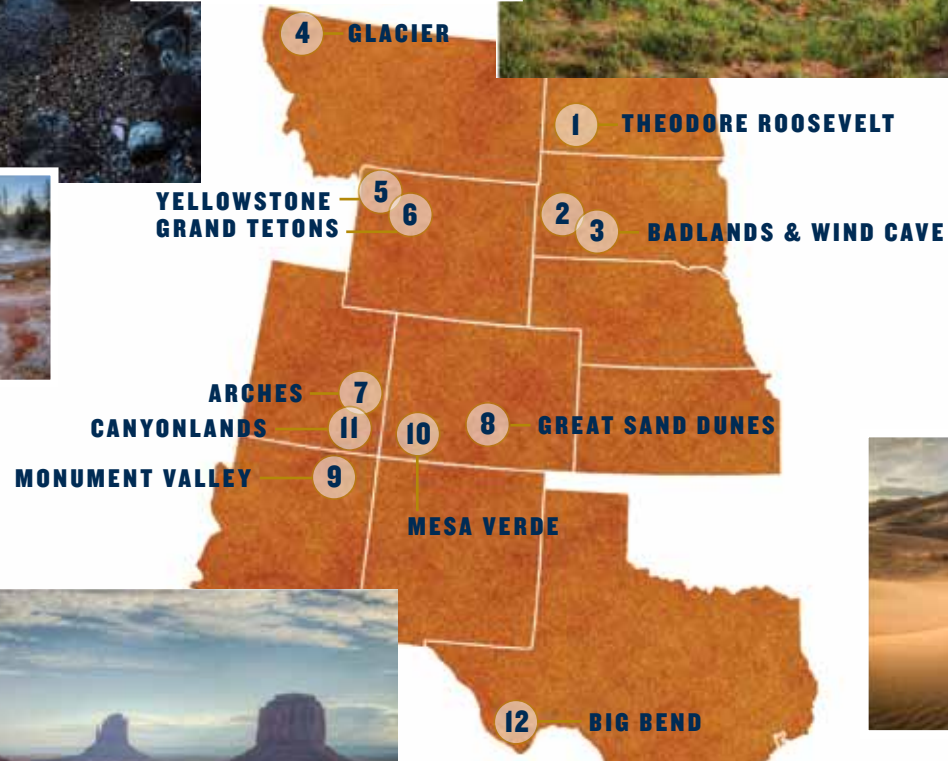 4 GLACIER
1 THEODORE ROOSEVELT
YELLOWSTONE 5
GRAND TETONS 6
2 3 BADLANDS & WIND CAVE
ARCHES 7
CANYONLANDS 11
10
8 GREAT SAND DUNES
MONUMENT VALLEY 9
MESA VERDE
12 BIG BEND